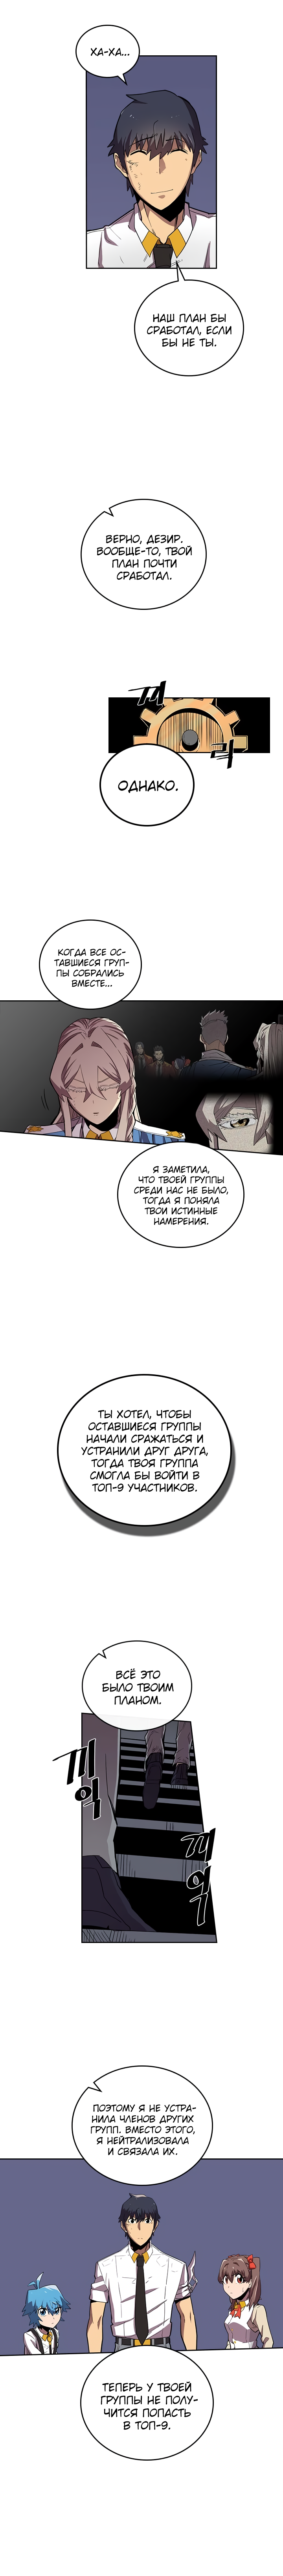 ХА-ХА...
НАШ ПЛАН БЫ
СРАБОТАЛ, ЕСЛИ
БЫ НЕ ТЫ.
ВЕРНО, ДЕЗИР.
ВООБЩЕ-ТО, ТВОЙ
ПЛАН ПОЧТИ
СРАБОТАЛ.
ОДНАКО.
КОГДА ВСЕ ОС-
ТАВШИЕСЯ ГРУП-
ПЫ СОБРАЛИСЬ
ВМЕСТЕ...
Я ЗАМЕТИЛА,
ЧТО ТВОЕЙ ГРУППЫ
СРЕДИ НАС НЕ БЫЛО,
ТОГДА Я ПОНЯЛА
ТВОИ ИСТИННЫЕ
НАМЕРЕНИЯ.
ТЫ ХОТЕЛ, ЧТОБЫ
ОСТАВШИЕСЯ ГРУППЫ
НАЧАЛИ СРАЖАТЬСЯ И
УСТРАНИЛИ ДРУГ ДРУГА,
ТОГДА ТВОЯ ГРУППА
СМОГЛА БЫ ВОЙТИ В
ТОП-9 УЧАСТНИКОВ.
ВСЁ ЭТО
БЫЛО ТВОИМ
ПЛАНОМ.
끼
익
끼
익
ПОЭТОМУ Я НЕ УСТРА-
НИЛА ЧЛЕНОВ ДРУГИХ
ГРУПП. ВМЕСТО ЭТОГО,
Я НЕЙТРАЛИЗОВАЛА
И СВЯЗАЛА ИХ.
ТЕПЕРЬ У ТВОЕЙ
ГРУППЫ НЕ ПОЛУ-
ЧИТСЯ ПОПАСТЬ
В ТОП-9.